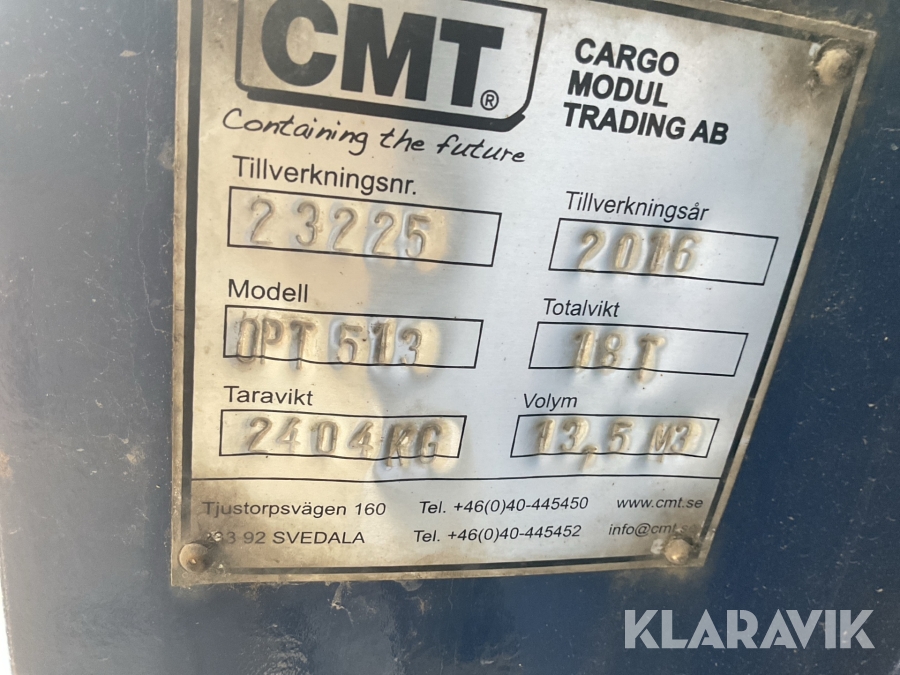 CMT®
CARGO
MODUL
TRADING AB
Containing the future
Tillverkningsnr.
23225
Tillverkningsår
2016
Modell
OPT 513
Totalvikt
18 T
Taravikt
2404 KG
Volym
13,5 M3
Tjustorpsvägen 160
Tel. +46(0)40-445450
www.cmt.se
233 92 SVEDALA
Tel. +46(0)40-445452
info@cmt.se
KLARAVIK